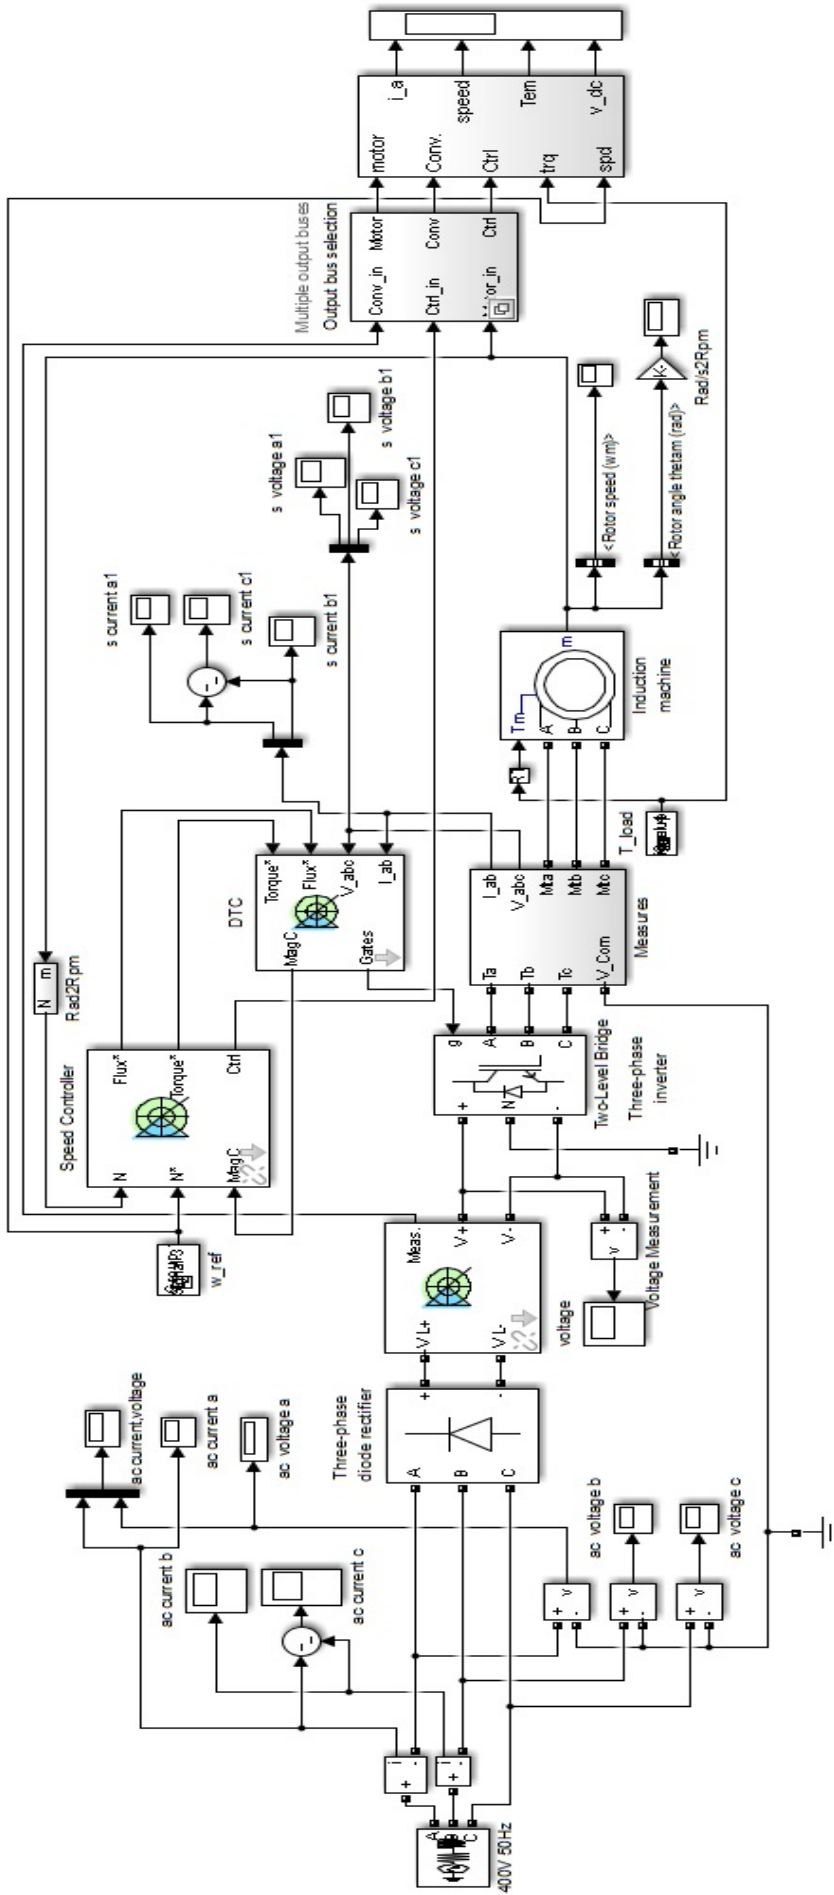 400V 50Hz
A
C
+
i
-
+
i
-
ac current b
ac current c
ac current,voltage
ac current a
ac voltage a
ac voltage b
ac voltage c
+
v
-
+
v
-
+
v
-
Three-phase
diode rectifier
A
B
C
+
-
VL+
VL-
Meas.
V+
V-
voltage
+
v
-
Voltage Measurement
w_ref
Speed Controller
N
N*
MagC
Flux*
Torque*
Ctrl
N
m
Rad2Rpm
DTC
Torque*
Flux*
V_abc
I_ab
MagC
Gates
g
+
N
-
A
B
C
Two-Level Bridge
Three-phase
inverter
Ta
Tb
Tc
V_Com
I_ab
V_abc
Mta
Mtb
Mtc
Measures
T_load
Tm
A
B
C
m
Induction
machine
s current a1
s current c1
s current b1
s voltage a1
s voltage b1
s voltage c1
<Rotor speed (wm)>
<Rotor angle thetam (rad)>
K-
Rad/s2Rpm
Multiple output buses
Output bus selection
Conv_in
Ctrl_in
Motor
Conv
Ctrl
motor
Conv.
Ctrl
trq
spd
i_a
speed
Tem
v_dc